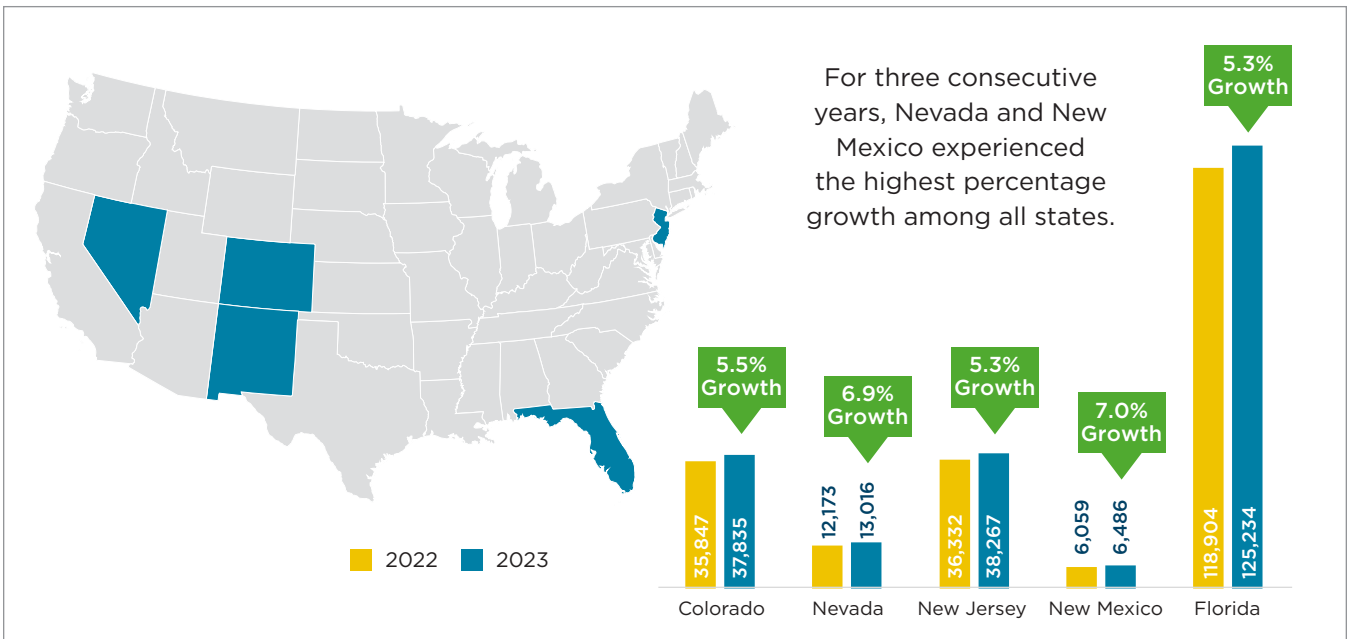 For three consecutive
years, Nevada and New
Mexico experienced
the highest percentage
growth among all states.
5.3%
Growth
5.5%
Growth
6.9%
Growth
5.3%
Growth
7.0%
Growth
35,847
37,835
12,173
13,016
36,332
38,267
6,059
6,486
118,904
125,234
2022
2023
Colorado
Nevada
New Jersey
New Mexico
Florida